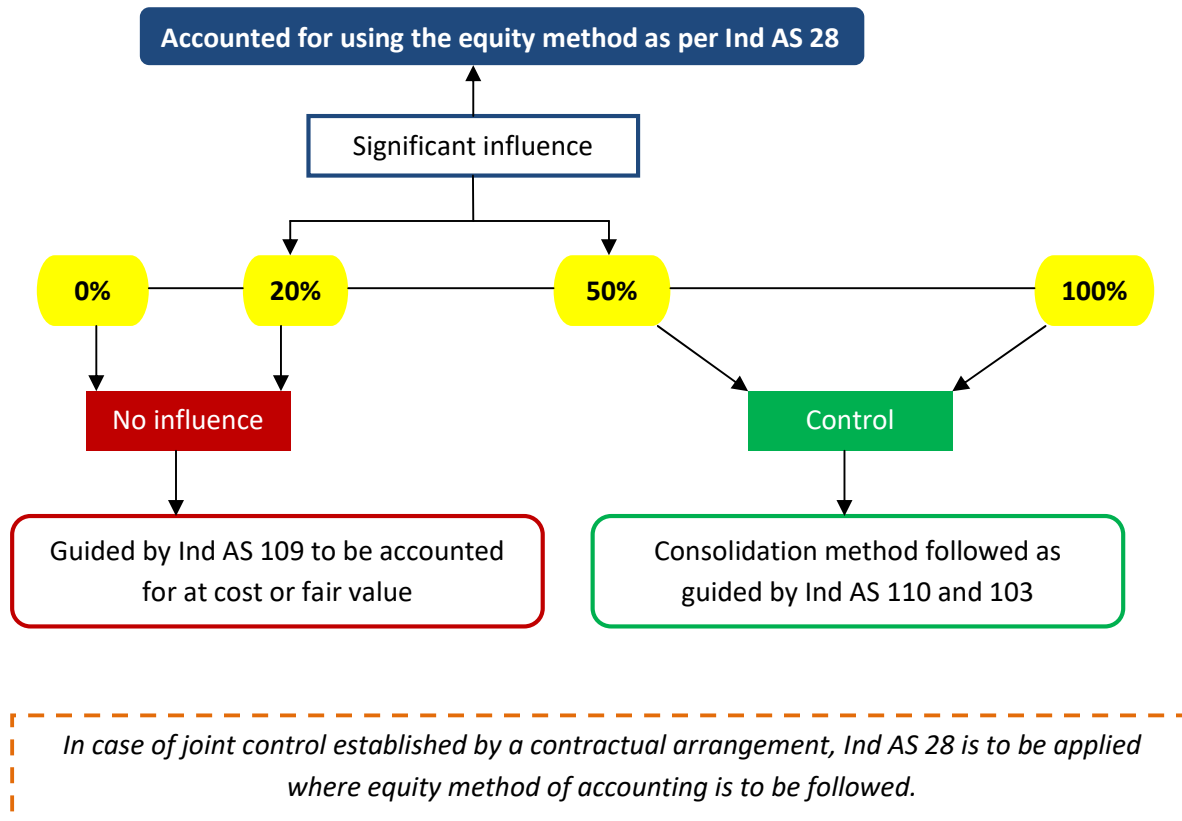 Accounted for using the equity method as per Ind AS 28
Significant influence
0%
20%
50%
100%
No influence
Control
Guided by Ind AS 109 to be accounted
for at cost or fair value
Consolidation method followed as
guided by Ind AS 110 and 103
In case of joint control established by a contractual arrangement, Ind AS 28 is to be applied
where equity method of accounting is to be followed.